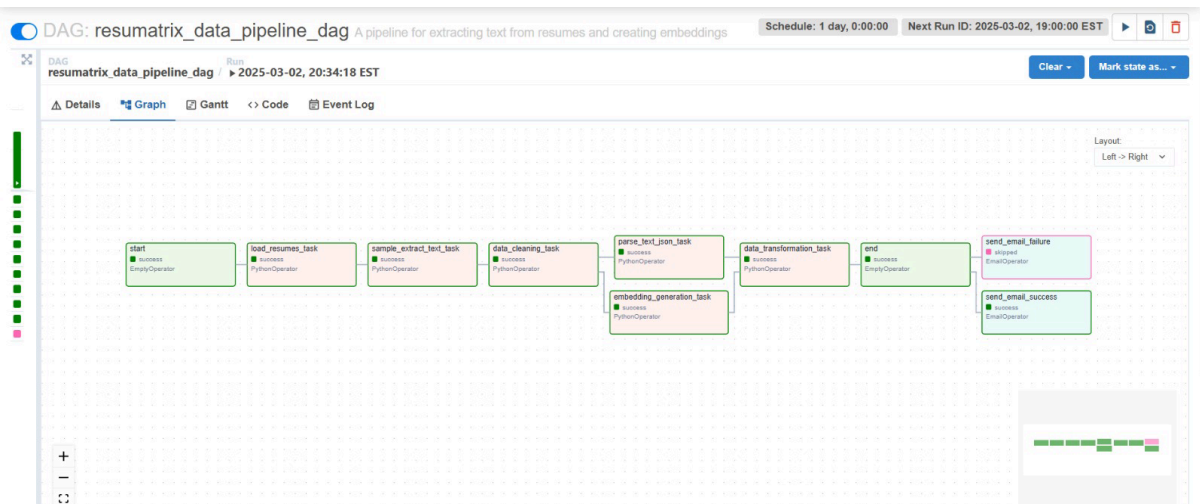 DAG: resumatrix_data_pipeline_dag A pipeline for extracting text from resumes and creating embeddings
Schedule: 1 day, 0:00:00
Next Run ID: 2025-03-02, 19:00:00 EST
DAG
resumatrix_data_pipeline_dag /
Run
2025-03-02, 20:34:18 EST
Clear
Mark state as...
Details
Graph
Gantt
<> Code
Event Log
Layout:
Left -> Right
start
success
EmptyOperator
load_resumes_task
success
PythonOperator
sample_extract_text_task
success
PythonOperator
data_cleaning_task
success
PythonOperator
parse_text_json_task
success
PythonOperator
embedding_generation_task
success
PythonOperator
data_transformation_task
success
PythonOperator
end
success
EmptyOperator
send_email_failure
skipped
EmailOperator
send_email_success
success
EmailOperator